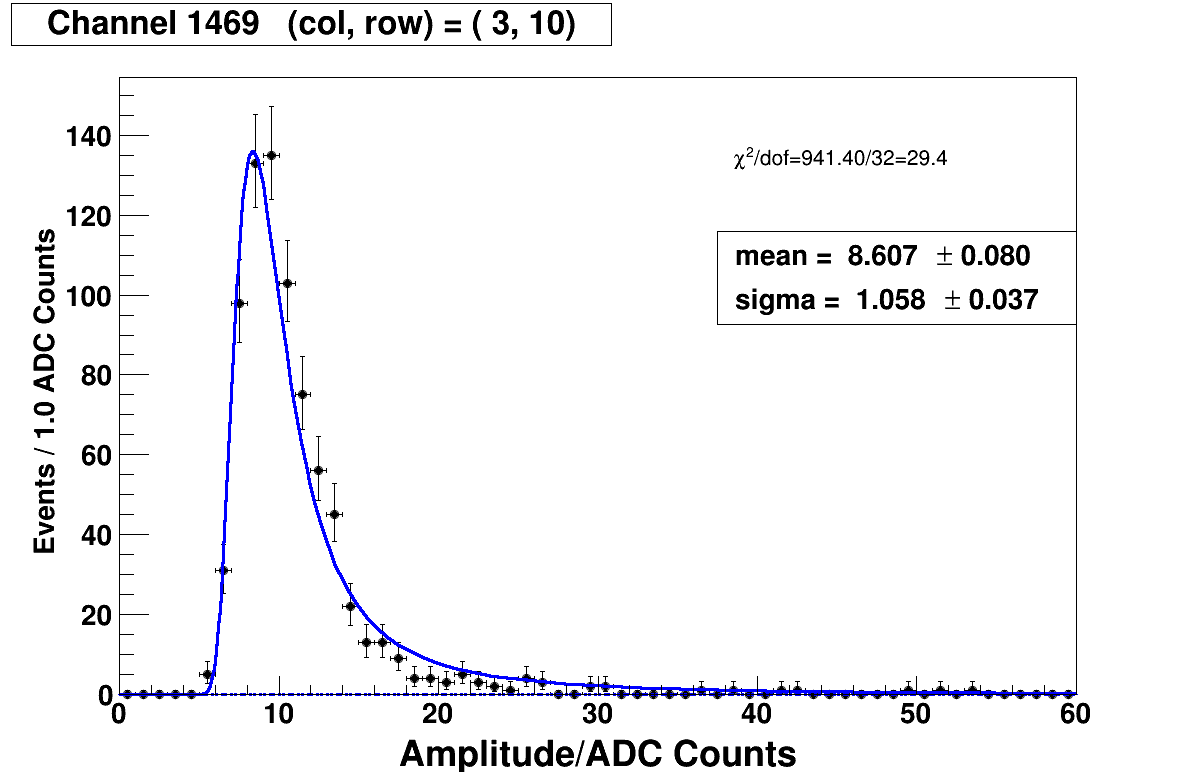 Channel 1469 (col, row) = ( 3, 10)
χ²/dof=941.40/32=29.4
mean = 8.607 ± 0.080
sigma = 1.058 ± 0.037
Events / 1.0 ADC Counts
140
120
100
80
60
40
20
0
0 10 20 30 40 50 60
Amplitude/ADC Counts